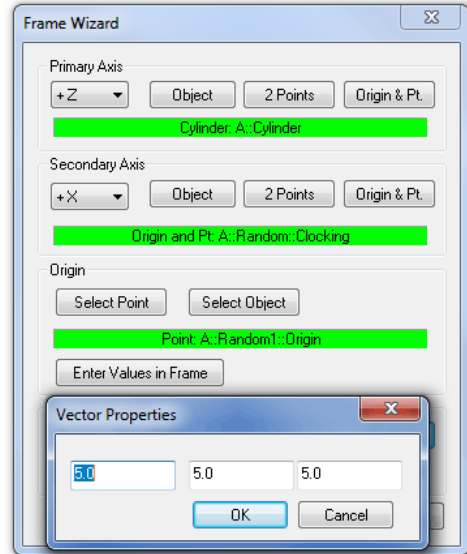 Frame Wizard
Primary Axis
+Z Object 2 Points Origin & Pt.
Cylinder: A::Cylinder
Secondary Axis
+X Object 2 Points Origin & Pt.
Origin and Pt: A::Random::Clocking
Origin
Select Point Select Object
Point: A::Random1::Origin
Enter Values in Frame
Vector Properties
5.0 5.0 5.0
OK Cancel